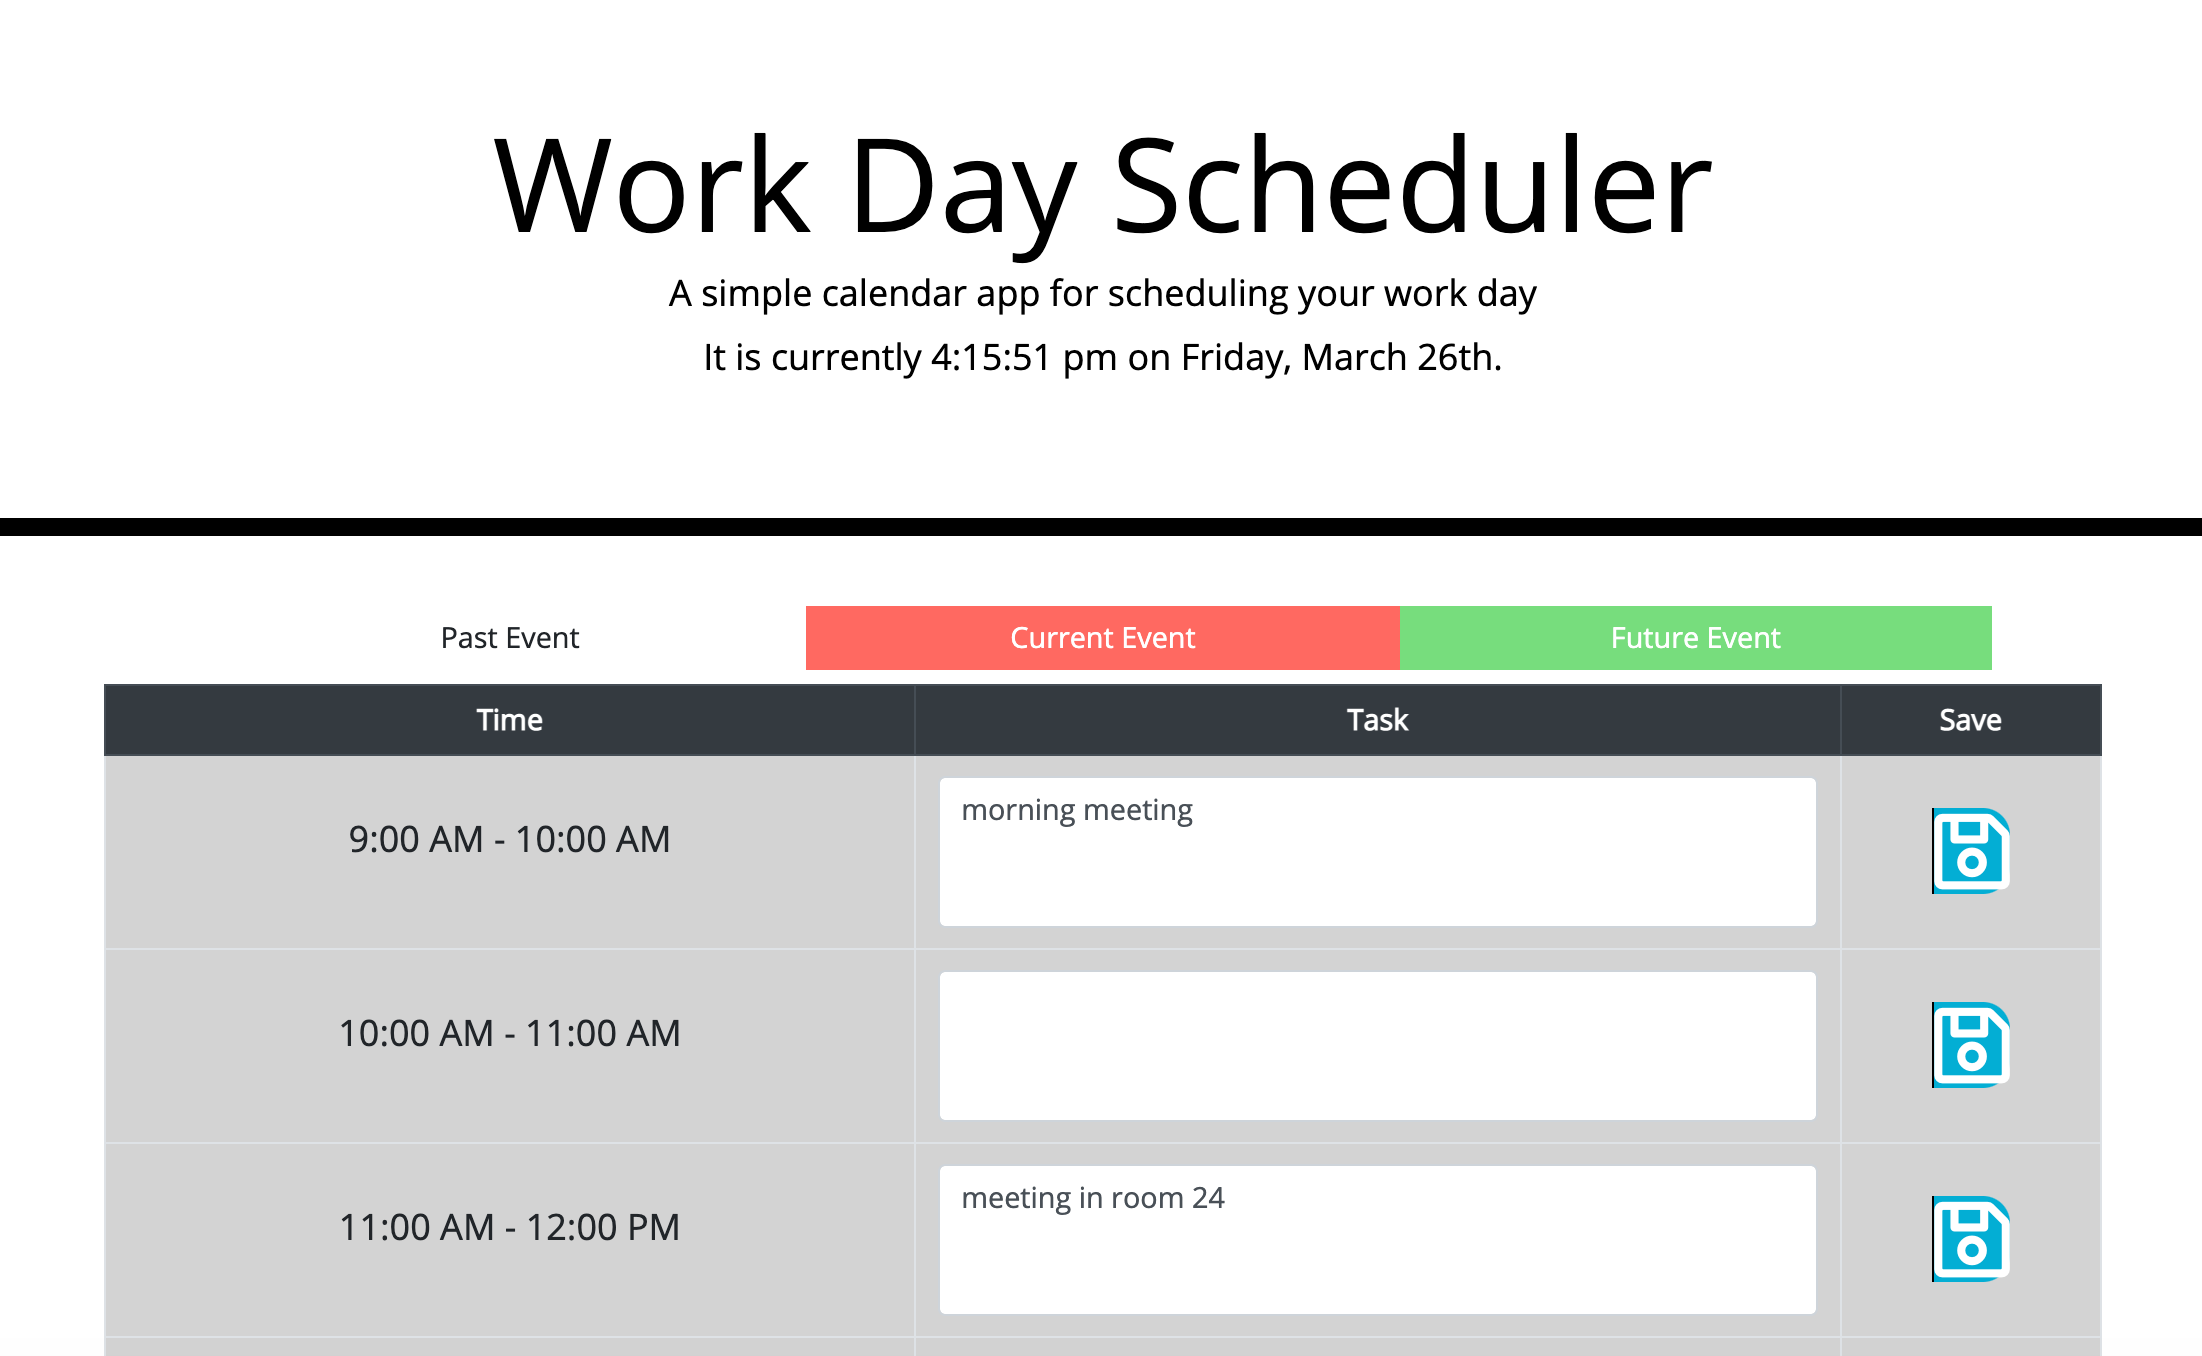 Work Day Scheduler
A simple calendar app for scheduling your work day
It is currently 4:15:51 pm on Friday, March 26th.
Past Event Current Event Future Event
Time Task Save
9:00 AM - 10:00 AM morning meeting
10:00 AM - 11:00 AM
11:00 AM - 12:00 PM meeting in room 24